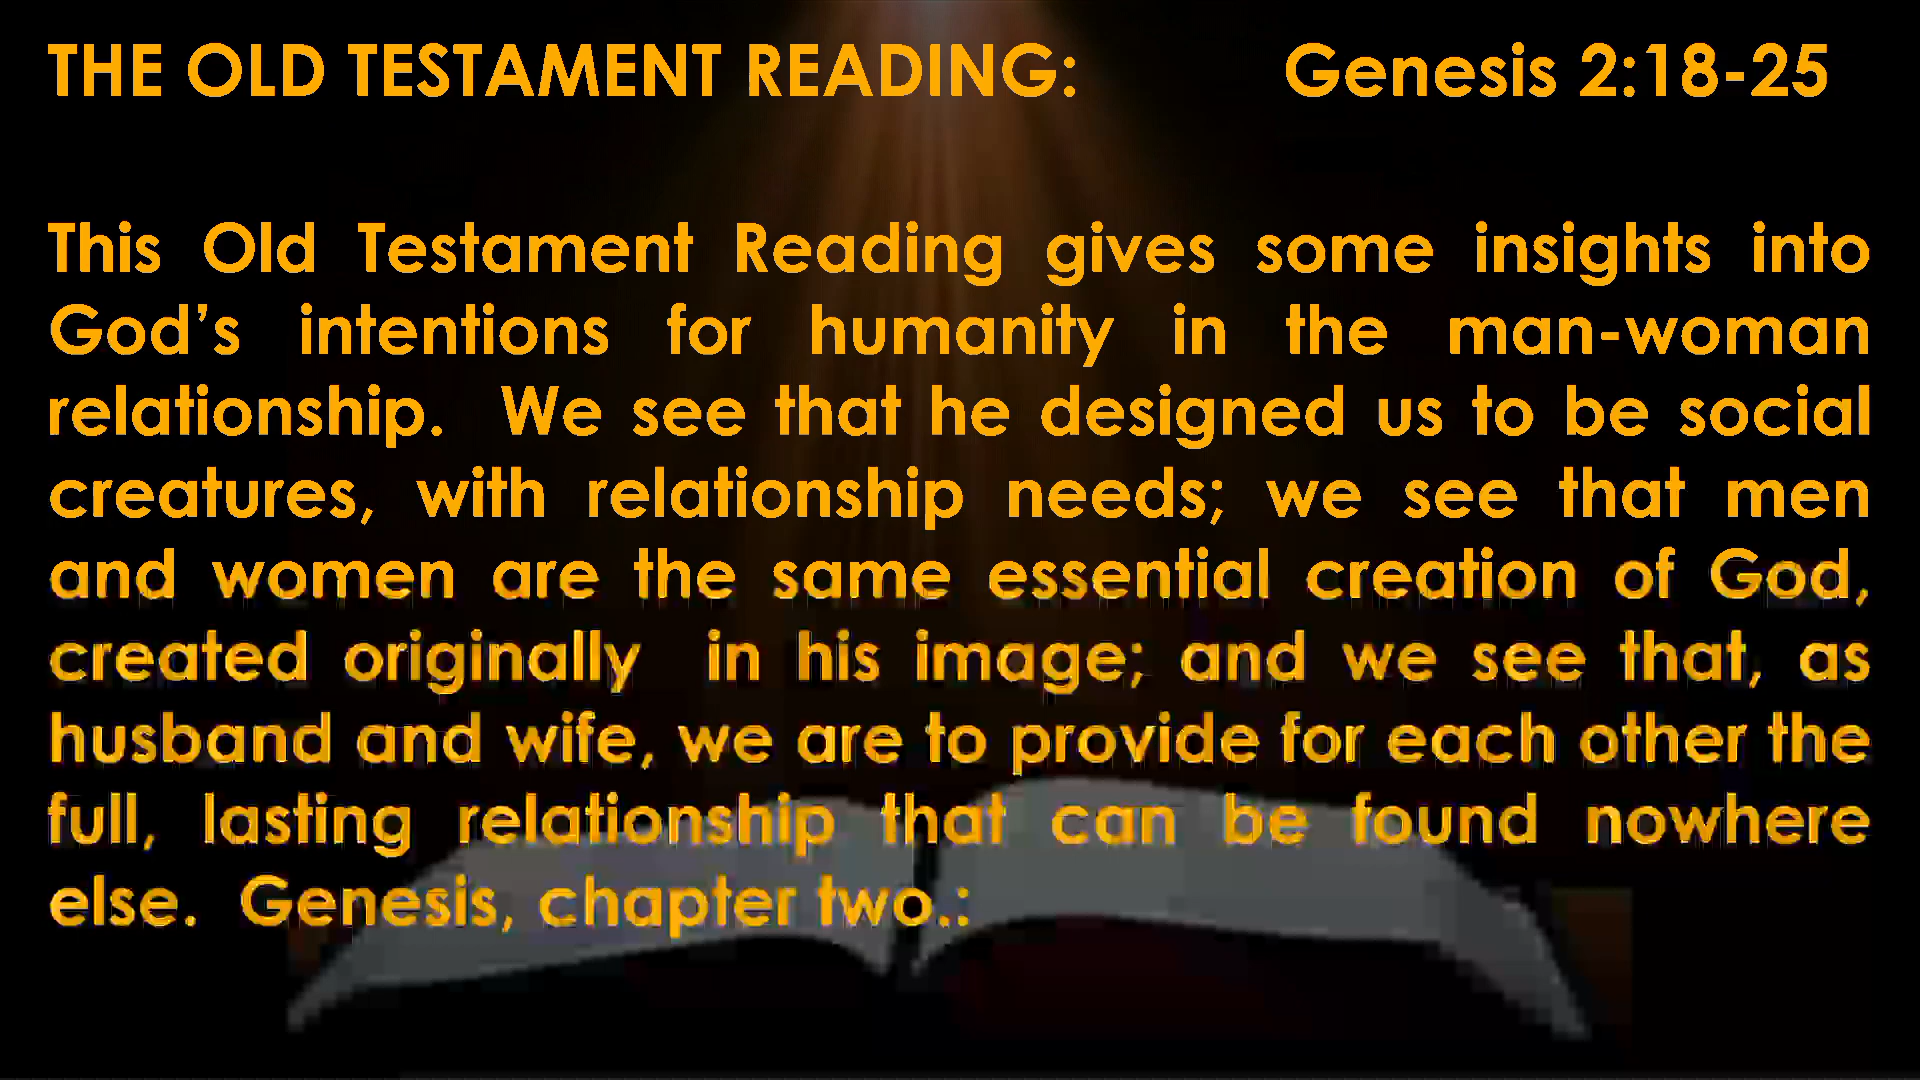 THE OLD TESTAMENT READING: Genesis 2:18-25
This Old Testament Reading gives some insights into
God’s intentions for humanity in the man-woman
relationship. We see that he designed us to be social
creatures, with relationship needs; we see that men
and women are the same essential creation of God,
created originally in his image; and we see that, as
husband and wife, we are to provide for each other the
full, lasting relationship that can be found nowhere
else. Genesis, chapter two.: